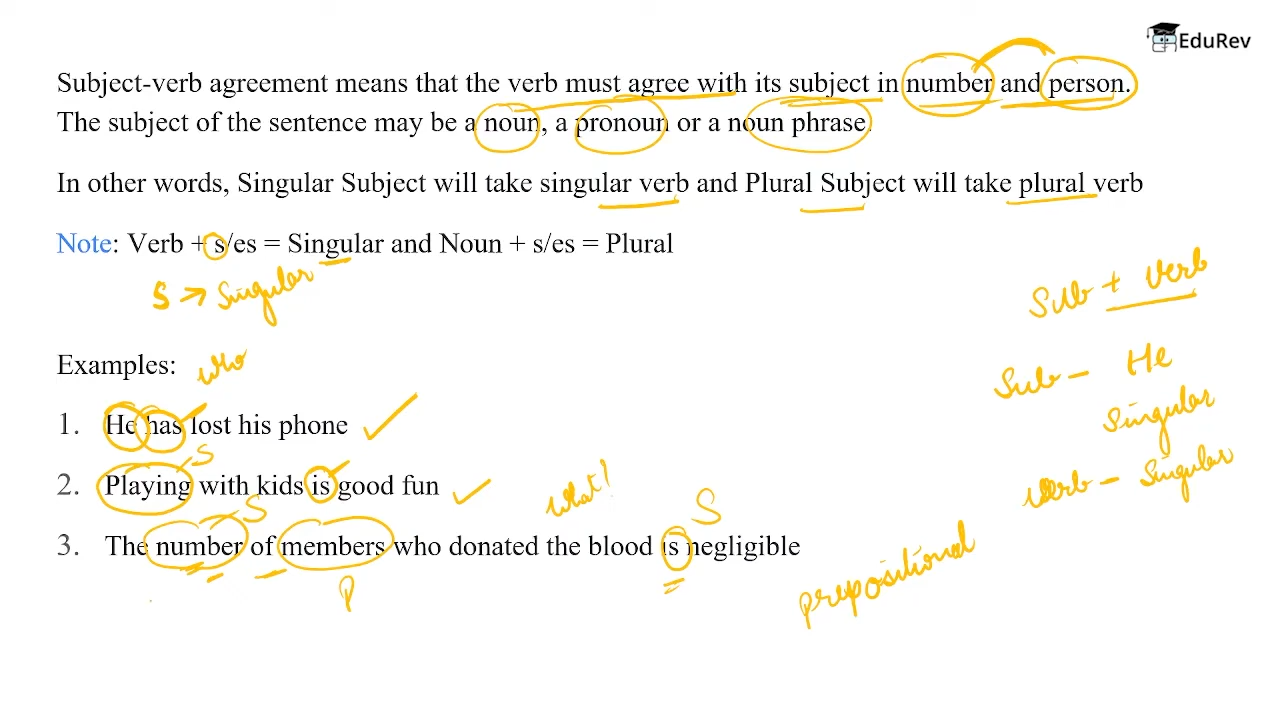 EduRev
Subject-verb agreement means that the verb must agree with its subject in number and person.
The subject of the sentence may be a noun, a pronoun or a noun phrase.
In other words, Singular Subject will take singular verb and Plural Subject will take plural verb
Note: Verb + s/es = Singular and Noun + s/es = Plural
S → Singular
Sub + Verb
Examples:
who
Sub - He
Singular
1. He has lost his phone
S
Verb - Singular
2. Playing with kids is good fun
S
what?
S
3. The number of members who donated the blood is negligible
P
prepositional